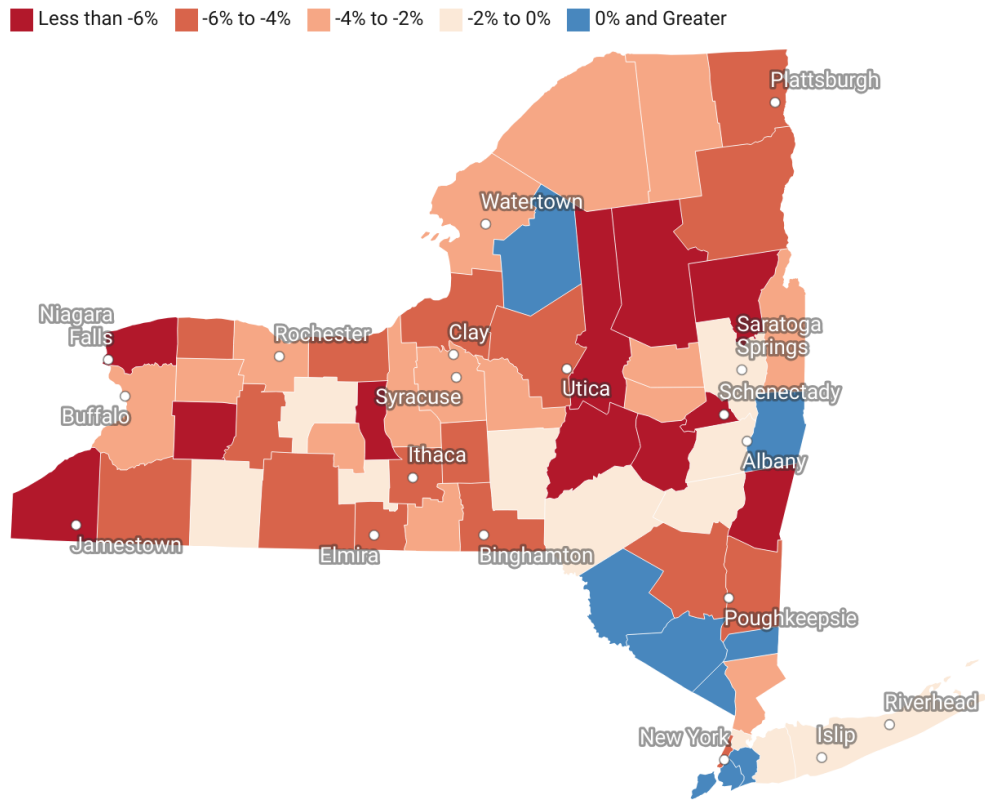 Less than -6%
-6% to -4%
-4% to -2%
-2% to 0%
0% and Greater
Plattsburgh
Watertown
Niagara
Falls
Rochester
Clay
Saratoga
Springs
Buffalo
Syracuse
Utica
Schenectady
Ithaca
Albany
Jamestown
Elmira
Binghamton
Poughkeepsie
Riverhead
New York
Islip